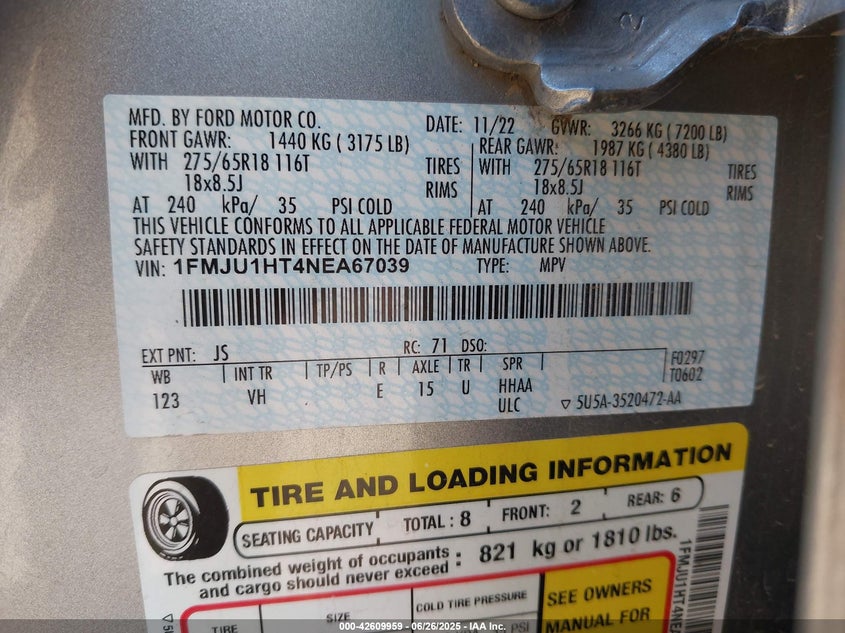 2
MFD. BY FORD MOTOR CO. DATE: 11/22 GVWR: 3266 KG ( 7200 LB)
FRONT GAWR: 1440 KG ( 3175 LB) REAR GAWR: 1987 KG ( 4380 LB)
WITH 275/65R18 116T TIRES WITH 275/65R18 116T TIRES
18x8.5J RIMS 18x8.5J RIMS
AT 240 kPa/ 35 PSI COLD AT 240 kPa/ 35 PSI COLD
THIS VEHICLE CONFORMS TO ALL APPLICABLE FEDERAL MOTOR VEHICLE
SAFETY STANDARDS IN EFFECT ON THE DATE OF MANUFACTURE SHOWN ABOVE.
VIN: 1FMJU1HT4NEA67039 TYPE: MPV
EXT PNT: JS RC: 71 DSO: F0297
WB INT TR TP/PS R AXLE TR SPR T0602
123 VH E 15 U HHAA
ULC ▽ 5U5A-3520472-AA
TIRE AND LOADING INFORMATION
SEATING CAPACITY TOTAL : 8 FRONT: 2 REAR: 6
The combined weight of occupants and cargo should never exceed : 821 kg or 1810 lbs.
TIRE SIZE COLD TIRE PRESSURE SEE OWNERS
PSI MANUAL FOR
1FMJU1HT4NEA
000-42609959 - 06/26/2025 - IAA Inc.